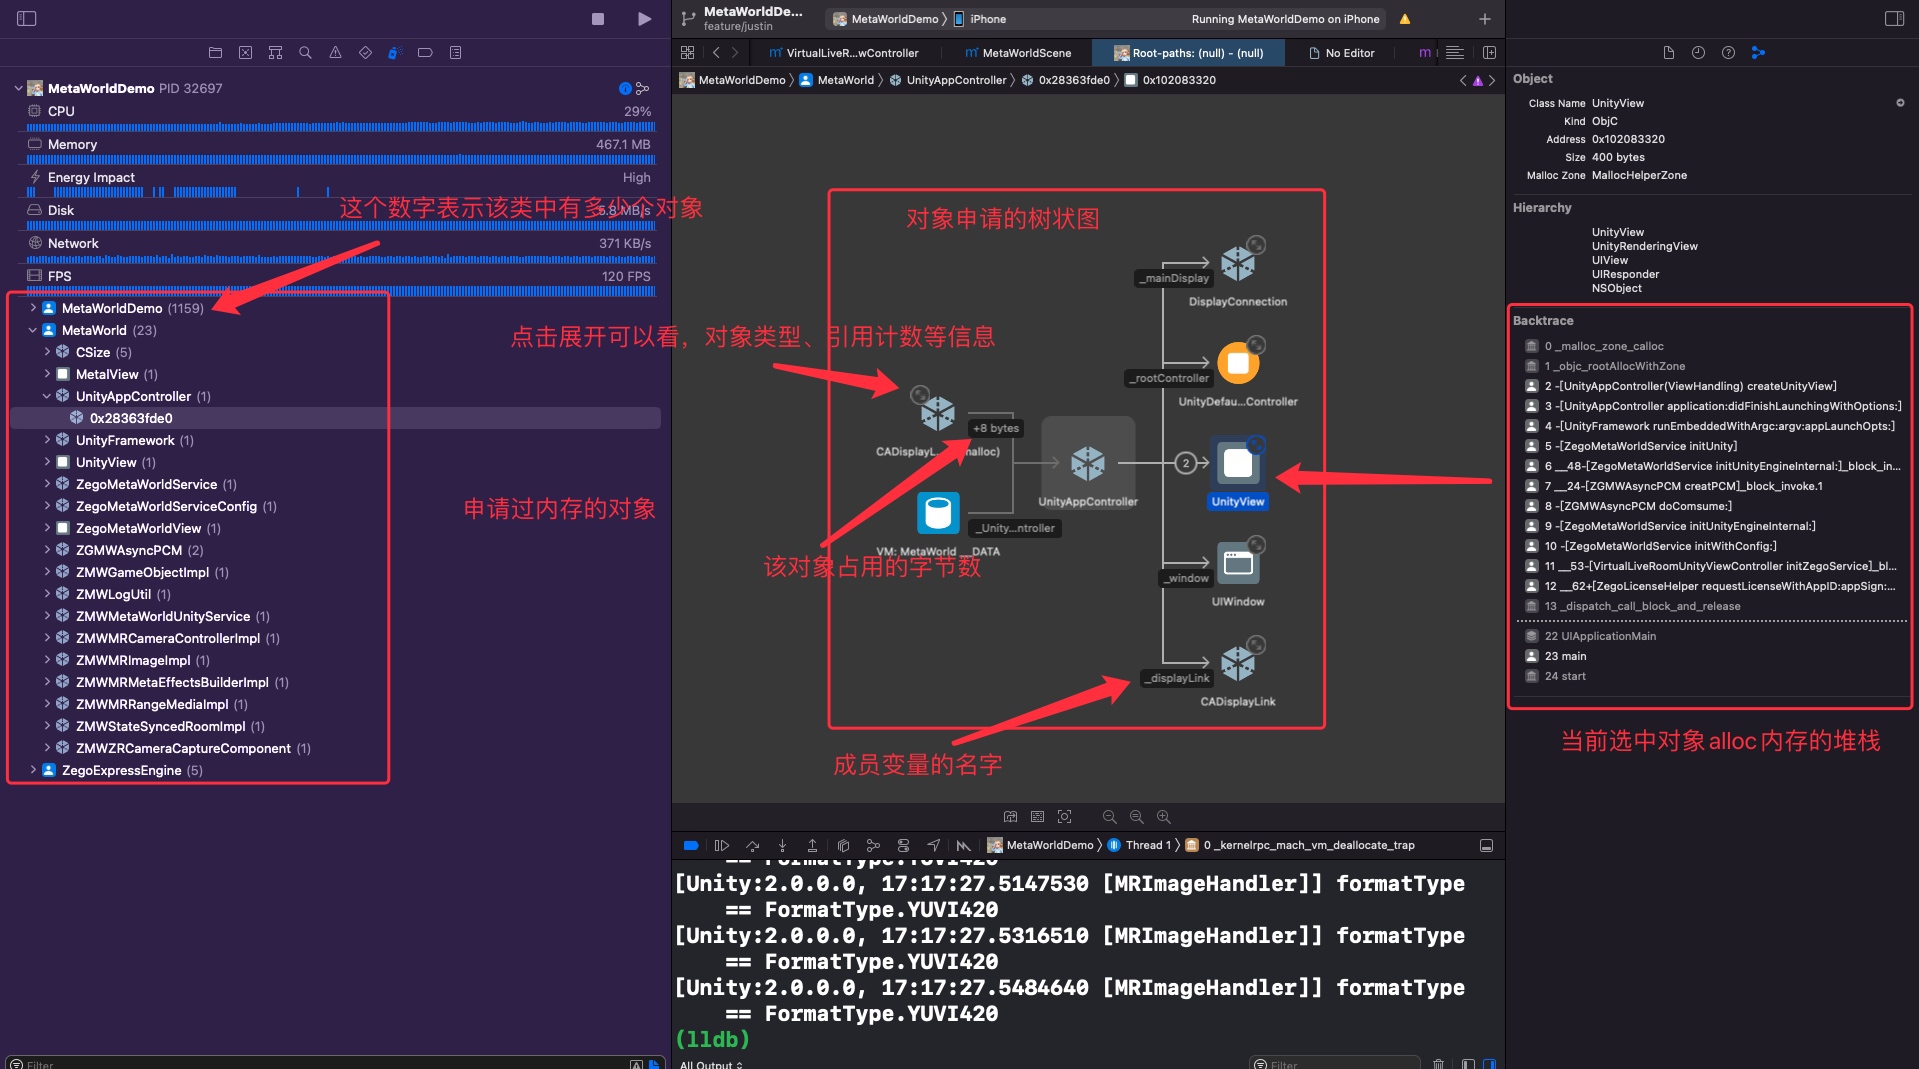 MetaWorldDemo PID 32697
CPU 29%
Memory 467.1 MB
Energy Impact High
Disk 5.8 MB/s
Network 371 KB/s
FPS 120 FPS
这个数字表示该类中有多少个对象
MetaWorldDemo (1159)
MetaWorld (23)
CSize (5)
MetalView (1)
UnityAppController (1)
0x28363fde0
UnityFramework (1)
UnityView (1)
ZegoMetaWorldService (1)
ZegoMetaWorldServiceConfig (1)
ZegoMetaWorldView (1)
ZGMWAsyncPCM (2)
ZMWGameObjectImpl (1)
ZMWLogUtil (1)
ZMWMetaWorldUnityService (1)
ZMWMRCameraControllerImpl (1)
ZMWMRImageImpl (1)
ZMWMRMetaEffectsBuilderImpl (1)
ZMWMRRangeMediaImpl (1)
ZMWStateSyncedRoomImpl (1)
ZMWZRCameraCaptureComponent (1)
ZegoExpressEngine (5)
申请过内存的对象
Filter
MetaWorldDe...
feature/justin
MetaWorldDemo 〉 iPhone
Running MetaWorldDemo on iPhone
VirtualLiveR...wController
MetaWorldScene
Root-paths: (null) - (null)
No Editor
m
MetaWorldDemo 〉 MetaWorld 〉 UnityAppController 〉 0x28363fde0 〉 0x102083320
对象申请的树状图
点击展开可以看，对象类型、引用计数等信息
_mainDisplay
DisplayConnection
_rootController
UnityDefau...Controller
+8 bytes
CADisplayL...malloc)
UnityAppController
2
UnityView
_Unity...ntroller
VM: MetaWorld __DATA
该对象占用的字节数
_window
UIWindow
_displayLink
CADisplayLink
成员变量的名字
MetaWorldDemo 〉 Thread 1 〉 0 _kernelrpc_mach_vm_deallocate_trap
== FormatType.YUVI420
[Unity:2.0.0.0, 17:17:27.5147530 [MRImageHandler]] formatType
== FormatType.YUVI420
[Unity:2.0.0.0, 17:17:27.5316510 [MRImageHandler]] formatType
== FormatType.YUVI420
[Unity:2.0.0.0, 17:17:27.5484640 [MRImageHandler]] formatType
== FormatType.YUVI420
(lldb)
All Output
Filter
Object
Class Name UnityView
Kind ObjC
Address 0x102083320
Size 400 bytes
Malloc Zone MallocHelperZone
Hierarchy
UnityView
UnityRenderingView
UIView
UIResponder
NSObject
Backtrace
0 _malloc_zone_calloc
1 _objc_rootAllocWithZone
2 -[UnityAppController(ViewHandling) createUnityView]
3 -[UnityAppController application:didFinishLaunchingWithOptions:]
4 -[UnityFramework runEmbeddedWithArgc:argv:appLaunchOpts:]
5 -[ZegoMetaWorldService initUnity]
6 __48-[ZegoMetaWorldService initUnityEngineInternal:]_block_in...
7 __24-[ZGMWAsyncPCM creatPCM]_block_invoke.1
8 -[ZGMWAsyncPCM doComsume:]
9 -[ZegoMetaWorldService initUnityEngineInternal:]
10 -[ZegoMetaWorldService initWithConfig:]
11 __53-[VirtualLiveRoomUnityViewController initZegoService]_bl...
12 __62+[ZegoLicenseHelper requestLicenseWithAppID:appSign:...
13 _dispatch_call_block_and_release
22 UIApplicationMain
23 main
24 start
当前选中对象alloc内存的堆栈